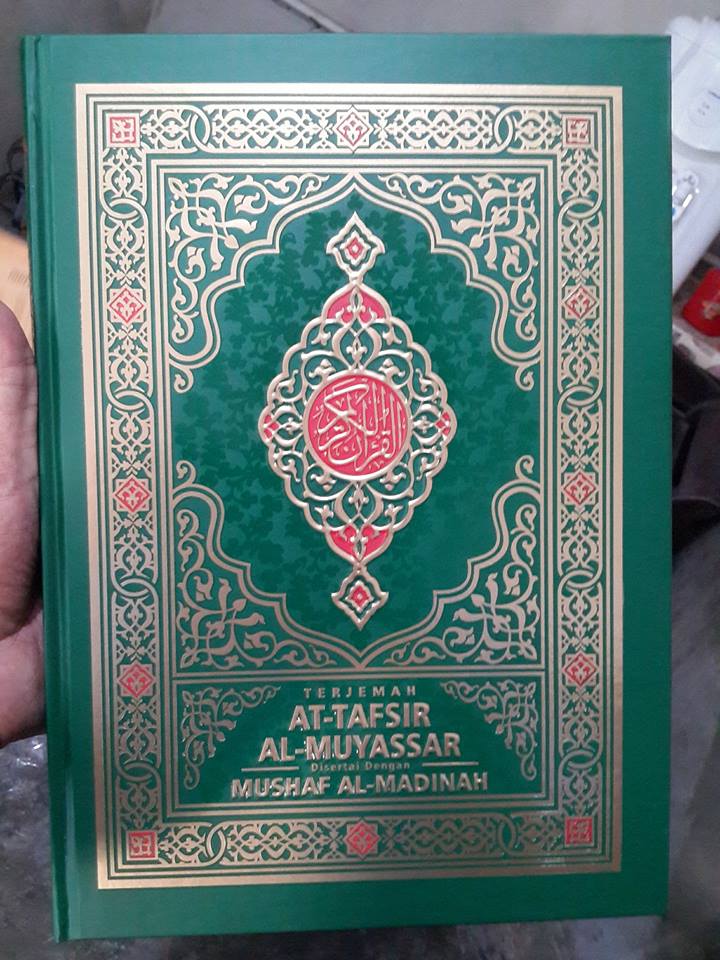 القرآن الكريم
TERJEMAH
AT-TAFSIR
AL-MUYASSAR
Disertai Dengan
MUSHAF AL-MADINAH